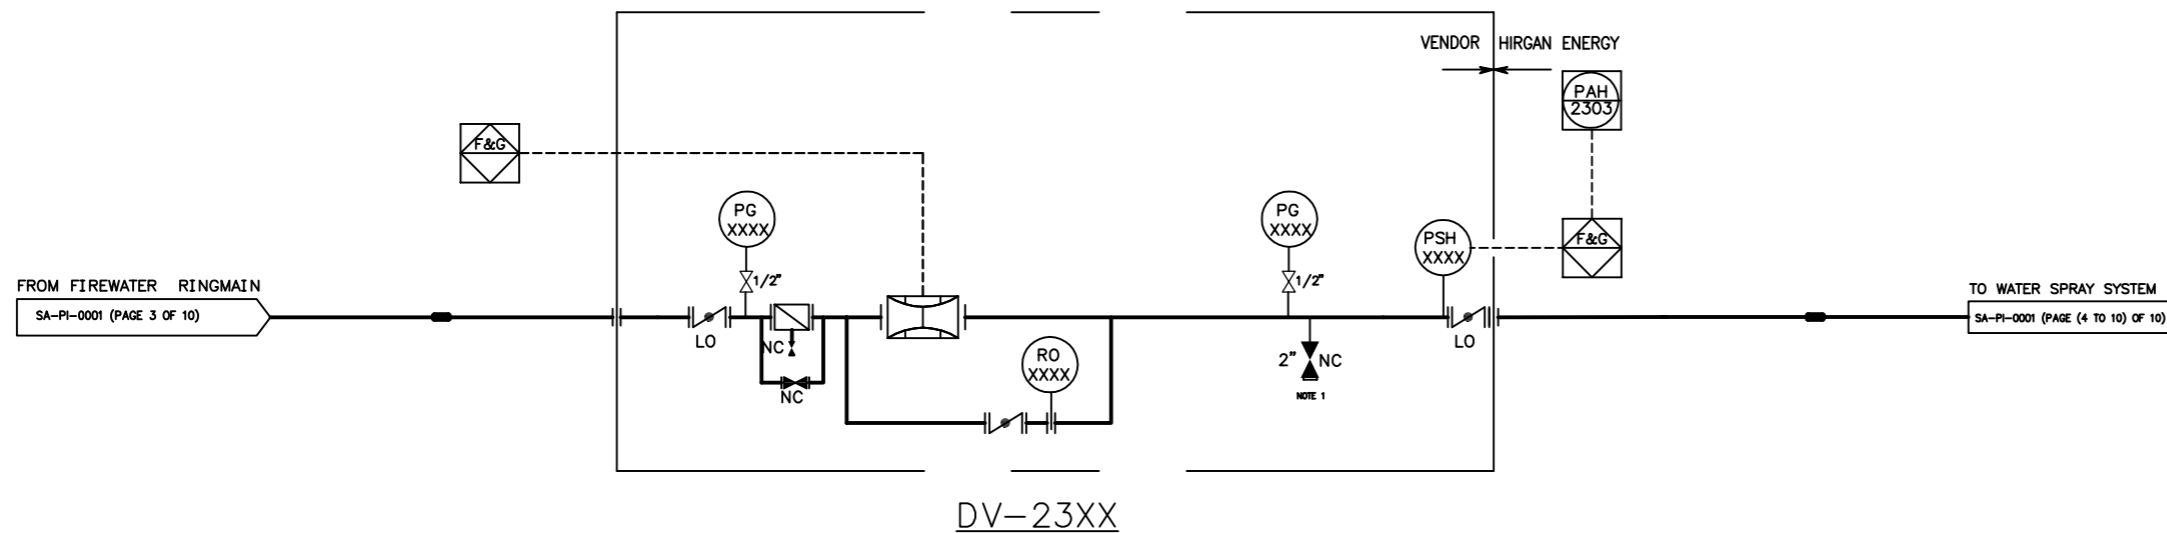 VENDOR HIRGAN ENERGY
PAH
2303
F&G
PG
XXXX
PG
XXXX
PSH
XXXX
F&G
1/2"
1/2"
FROM FIREWATER RINGMAIN
SA-PI-0001 (PAGE 3 OF 10)
TO WATER SPRAY SYSTEM
SA-PI-0001 (PAGE (4 TO 10) OF 10)
LO
NC
LO
RO
XXXX
2" NC
NC
NOTE 1
DV-23XX